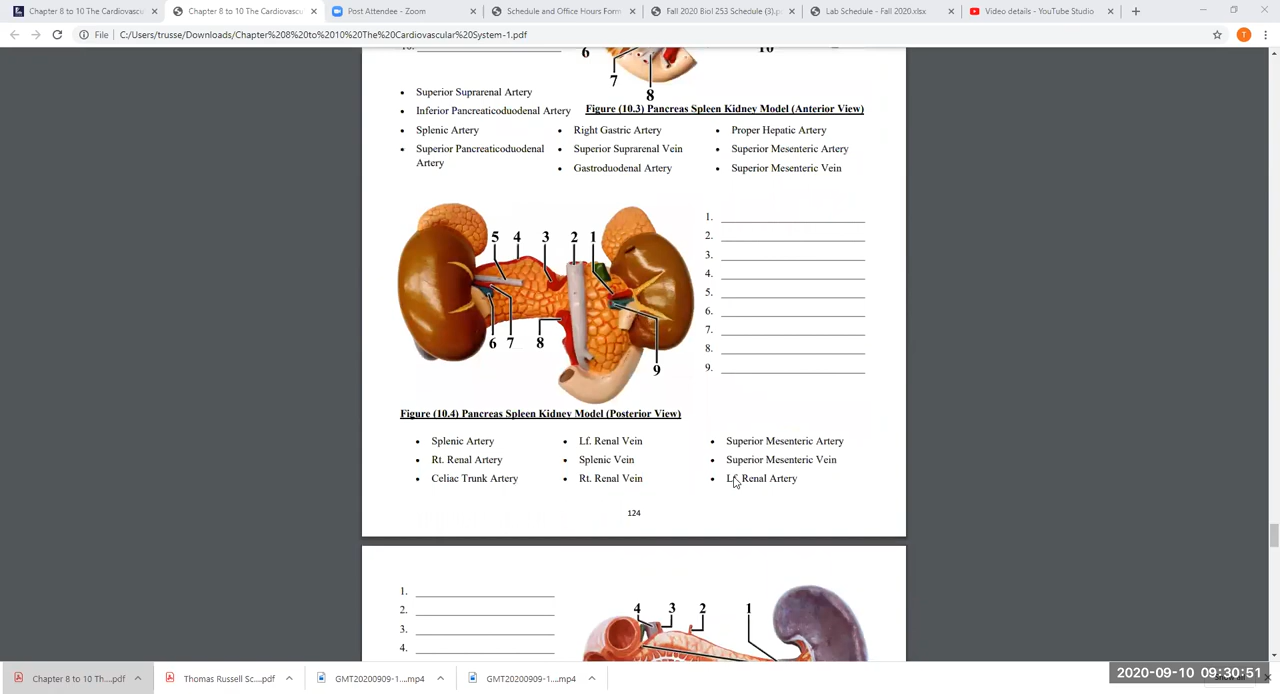 Chapter 8 to 10 The Cardiovascu
Chapter 8 to 10 The Cardiovascu
Post Attendee - Zoom
Schedule and Office Hours Form
Fall 2020 Biol 253 Schedule (3).p
Lab Schedule - Fall 2020.xlsx
Video details - YouTube Studio
File
C:/Users/trusse/Downloads/Chapter%208%20to%2010%20The%20Cardiovascular%20System-1.pdf
T
6
7
8
10
Superior Suprarenal Artery
Inferior Pancreaticoduodenal Artery
Figure (10.3) Pancreas Spleen Kidney Model (Anterior View)
Splenic Artery
Right Gastric Artery
Proper Hepatic Artery
Superior Pancreaticoduodenal
Artery
Superior Suprarenal Vein
Superior Mesenteric Artery
Gastroduodenal Artery
Superior Mesenteric Vein
5 4 3 2 1
6 7 8
9
1.
2.
3.
4.
5.
6.
7.
8.
9.
Figure (10.4) Pancreas Spleen Kidney Model (Posterior View)
Splenic Artery
Lf. Renal Vein
Superior Mesenteric Artery
Rt. Renal Artery
Splenic Vein
Superior Mesenteric Vein
Celiac Trunk Artery
Rt. Renal Vein
Lf. Renal Artery
124
1.
2.
3.
4.
4 3 2 1
Chapter 8 to 10 Th....pdf
Thomas Russell Sc....pdf
GMT20200909-1....mp4
GMT20200909-1....mp4
2020-09-10 09:30:51